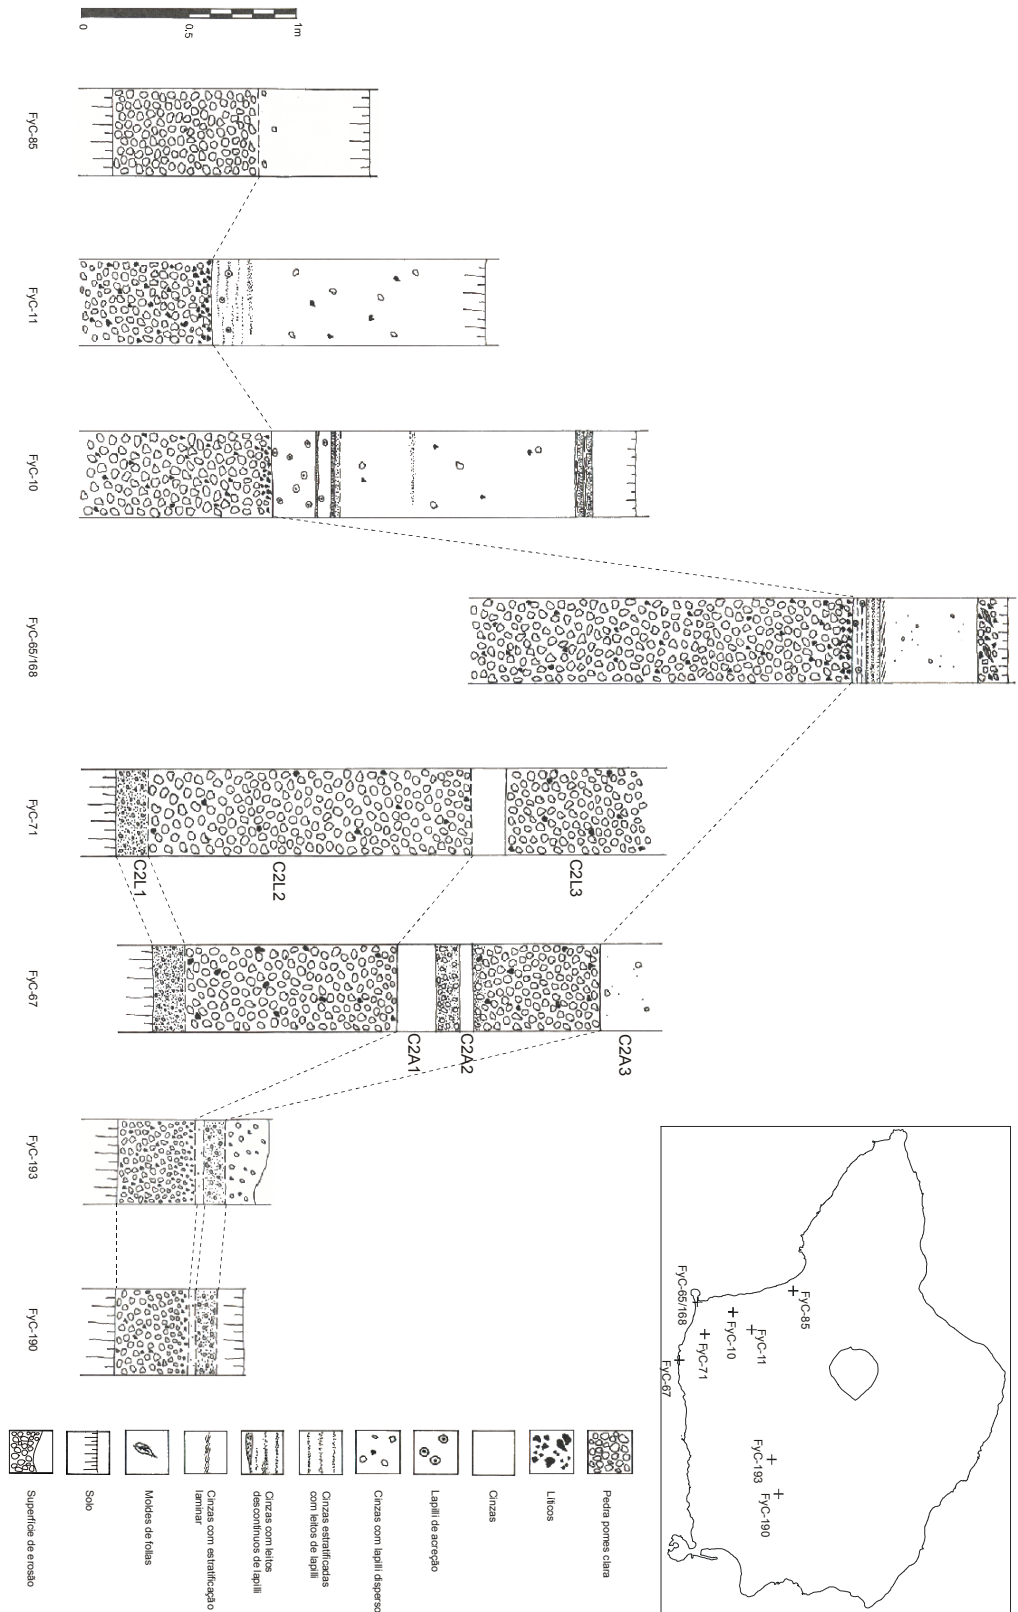 0
0.5
1m
FyC-85
FyC-11
FyC-10
FyC-65/168
FyC-71
C2L1
C2L2
C2L3
FyC-67
C2A1
C2A2
C2A3
FyC-193
FyC-190
FyC-85
FyC-65/168
FyC-11
FyC-10
FyC-71
FyC-67
FyC-193
FyC-190
Pedra pomes clara
Líticos
Cinzas
Lapilli de acreção
Cinzas com lapilli disperso
Cinzas estratificadas
com leitos de lapilli
Cinzas com leitos
descontínuos de lapilli
Cinzas com estratificação
laminar
Moldes de follas
Solo
Superfície de erosão